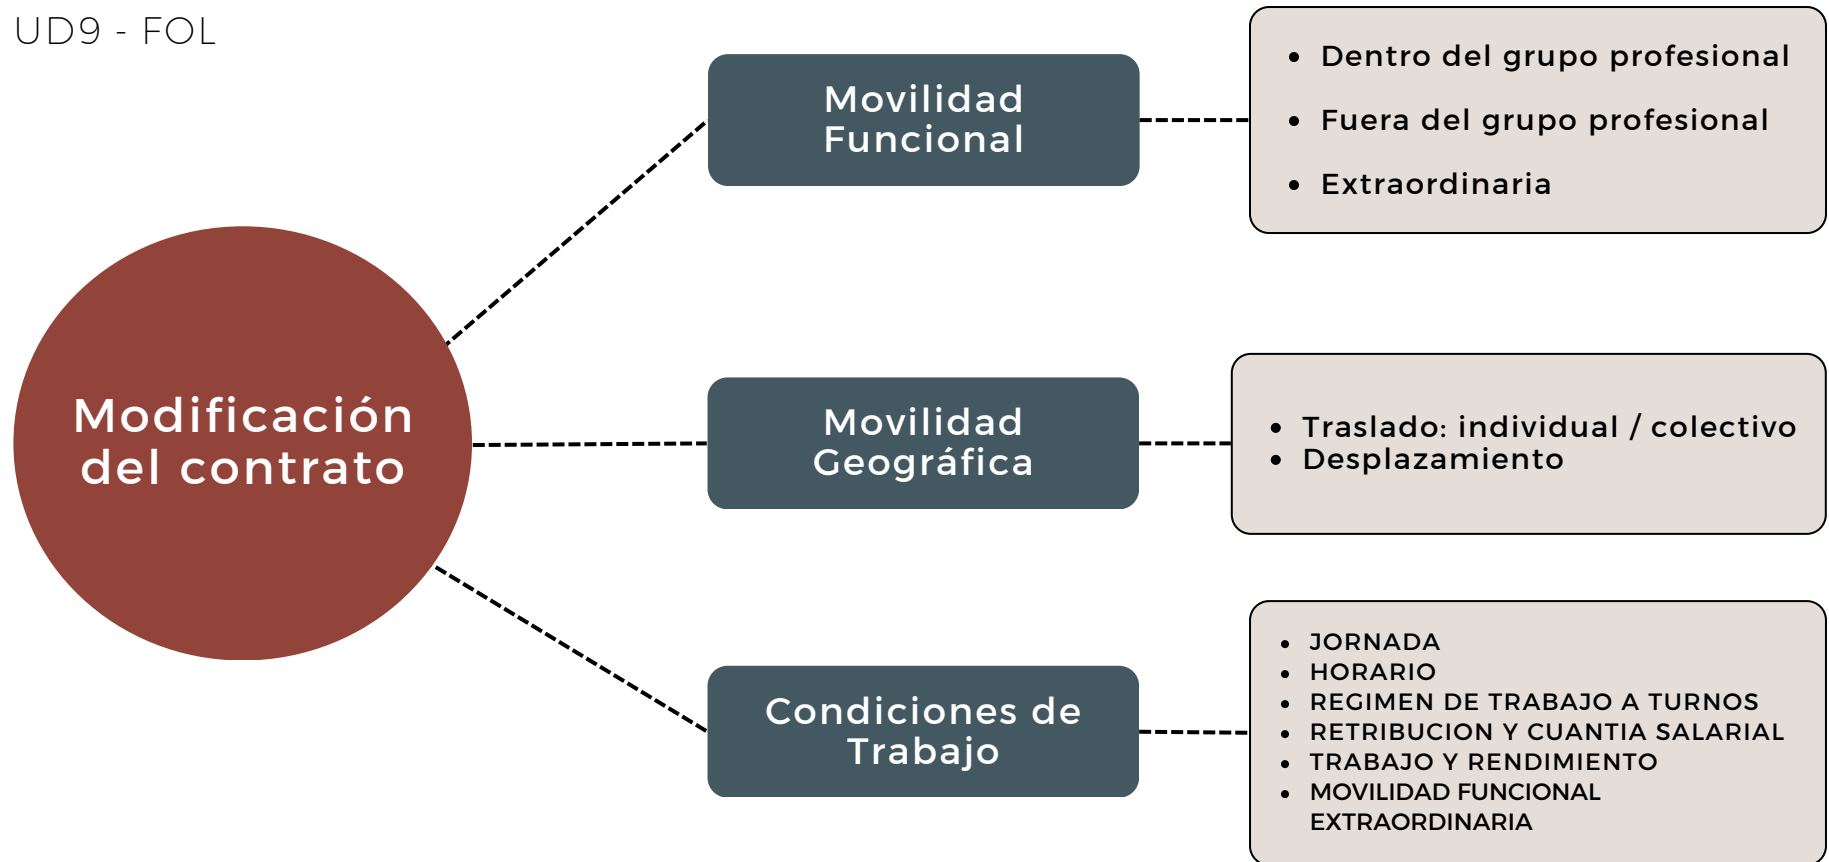 UD9 - FOL
Modificación
del contrato
Movilidad
Funcional
• Dentro del grupo profesional
• Fuera del grupo profesional
• Extraordinaria
Movilidad
Geográfica
• Traslado: individual / colectivo
• Desplazamiento
Condiciones de
Trabajo
• JORNADA
• HORARIO
• REGIMEN DE TRABAJO A TURNOS
• RETRIBUCION Y CUANTIA SALARIAL
• TRABAJO Y RENDIMIENTO
• MOVILIDAD FUNCIONAL
EXTRAORDINARIA